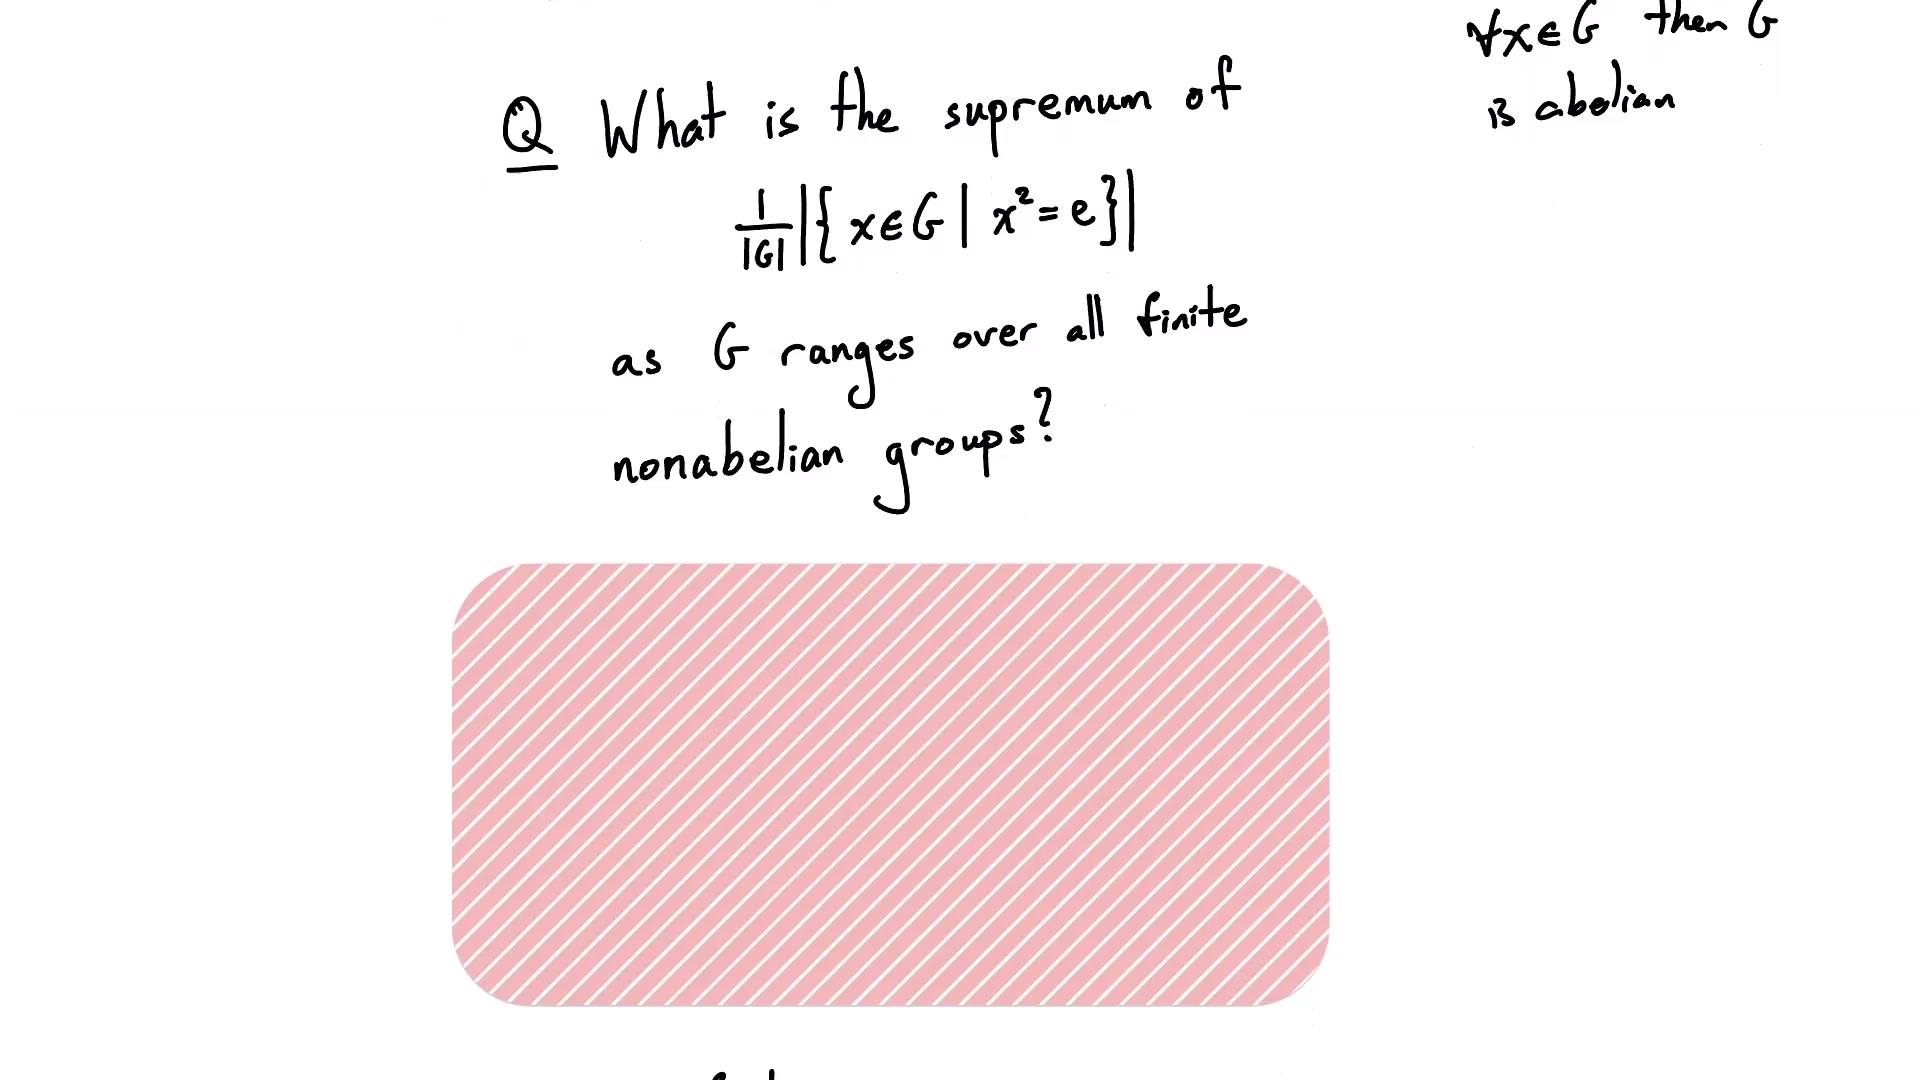 ∀x∈G then G
is abelian
Q What is the supremum of
1/|G| |{x∈G | x²=e}|
as G ranges over all finite
nonabelian groups?